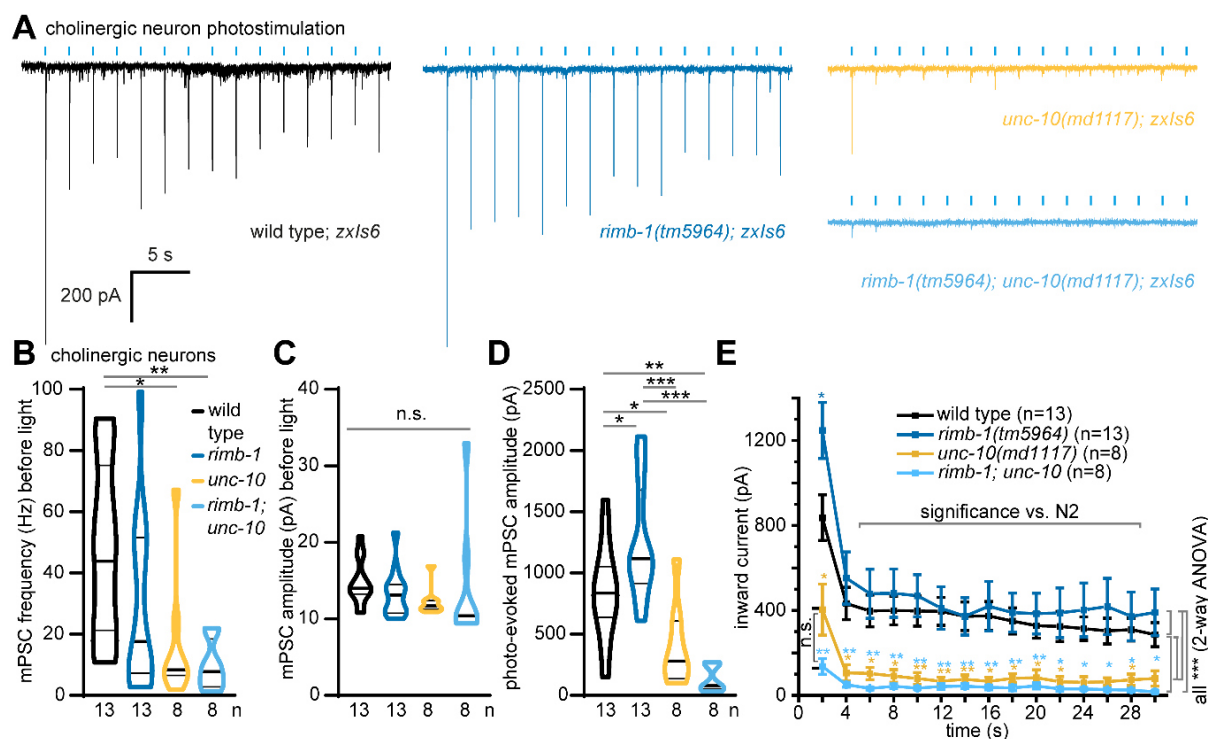 A cholinergic neuron photostimulation
wild type; zxIs6
rimb-1(tm5964); zxIs6
unc-10(md1117); zxIs6
rimb-1(tm5964); unc-10(md1117); zxIs6
5 s
200 pA
B cholinergic neurons
mPSC frequency (Hz) before light
100
80
60
40
20
0
**
*
wild
type
rimb-1
unc-10
rimb-1;
unc-10
13 13 8 8 n
C
mPSC amplitude (pA) before light
40
30
20
10
0
n.s.
13 13 8 8 n
D
photo-evoked mPSC amplitude (pA)
2500
2000
1500
1000
500
0
**
***
***
*
*
13 13 8 8 n
E
inward current (pA)
1200
800
400
0
wild type (n=13)
rimb-1(tm5964) (n=13)
unc-10(md1117) (n=8)
rimb-1; unc-10 (n=8)
significance vs. N2
*
*
n.s.
** ** ** ** ** ** ** ** ** ** ** * * * *
* * ** ** ** ** * ** * * * *
all *** (2-way ANOVA)
0 4 8 12 16 20 24 28
time (s)